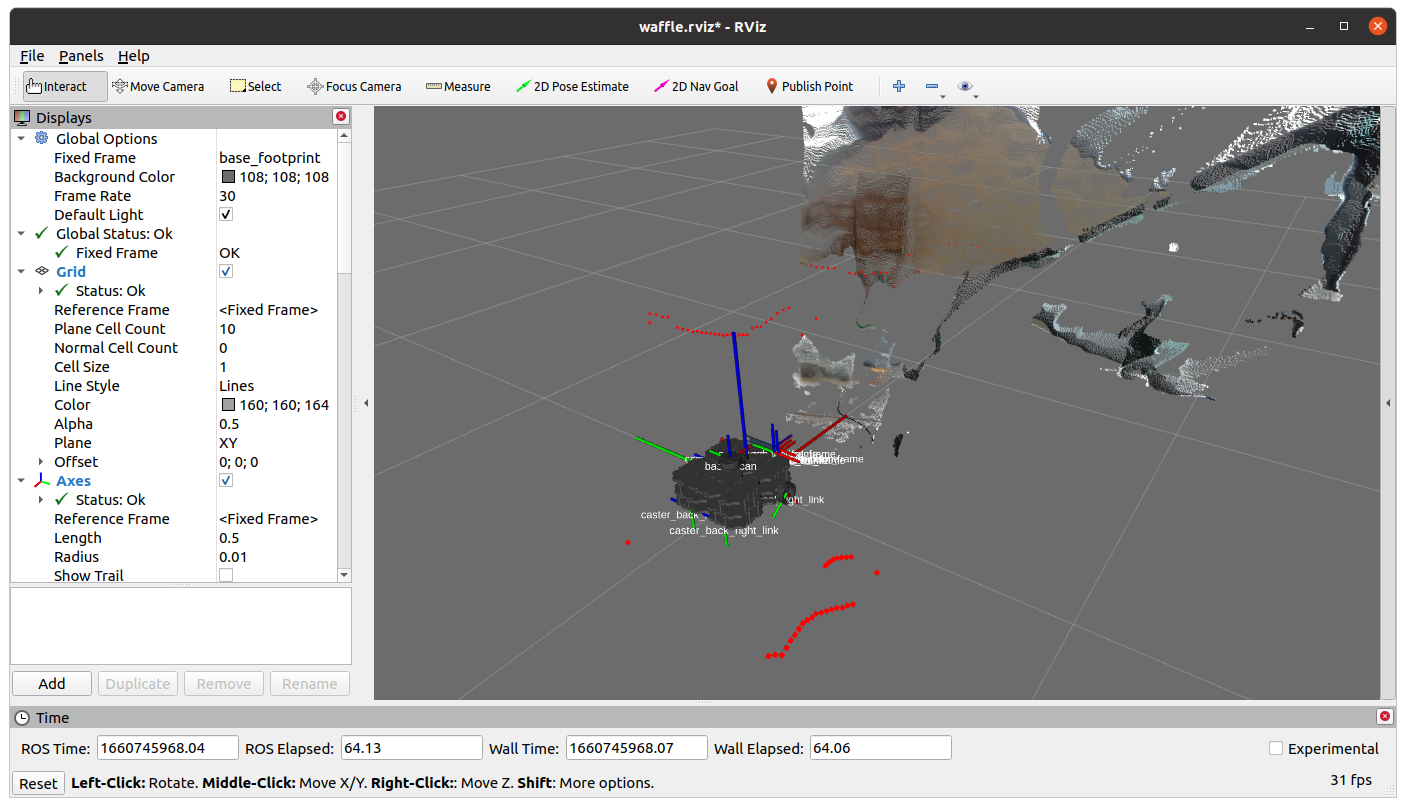 waffle.rviz* - RViz
File Panels Help
Interact Move Camera Select Focus Camera Measure 2D Pose Estimate 2D Nav Goal Publish Point
Displays
Global Options
Fixed Frame base_footprint
Background Color 108; 108; 108
Frame Rate 30
Default Light
Global Status: Ok
Fixed Frame OK
Grid
Status: Ok
Reference Frame <Fixed Frame>
Plane Cell Count 10
Normal Cell Count 0
Cell Size 1
Line Style Lines
Color 160; 160; 164
Alpha 0.5
Plane XY
Offset 0; 0; 0
Axes
Status: Ok
Reference Frame <Fixed Frame>
Length 0.5
Radius 0.01
Show Trail
caster_back_right_link
Add Duplicate Remove Rename
Time
ROS Time: 1660745968.04 ROS Elapsed: 64.13 Wall Time: 1660745968.07 Wall Elapsed: 64.06 Experimental
Reset Left-Click: Rotate. Middle-Click: Move X/Y. Right-Click:: Move Z. Shift: More options. 31 fps